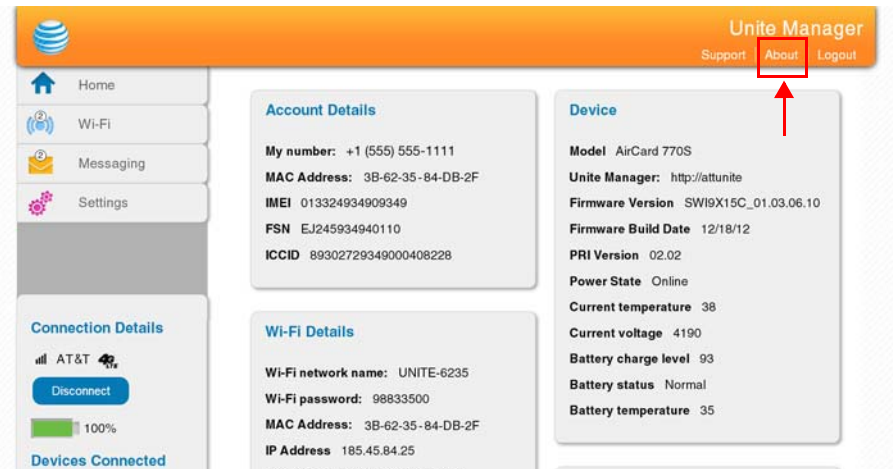 Unite Manager
Support | About | Logout
Home
2
Wi-Fi
2
Messaging
Settings
Connection Details
AT&T 4G LTE
Disconnect
100%
Devices Connected
Account Details
My number: +1 (555) 555-1111
MAC Address: 3B-62-35-84-DB-2F
IMEI 013324934909349
FSN EJ245934940110
ICCID 89302729349000408228
Wi-Fi Details
Wi-Fi network name: UNITE-6235
Wi-Fi password: 98833500
MAC Address: 3B-62-35-84-DB-2F
IP Address 185.45.84.25
Device
Model AirCard 770S
Unite Manager: http://attunite
Firmware Version SWI9X15C_01.03.06.10
Firmware Build Date 12/18/12
PRI Version 02.02
Power State Online
Current temperature 38
Current voltage 4190
Battery charge level 93
Battery status Normal
Battery temperature 35